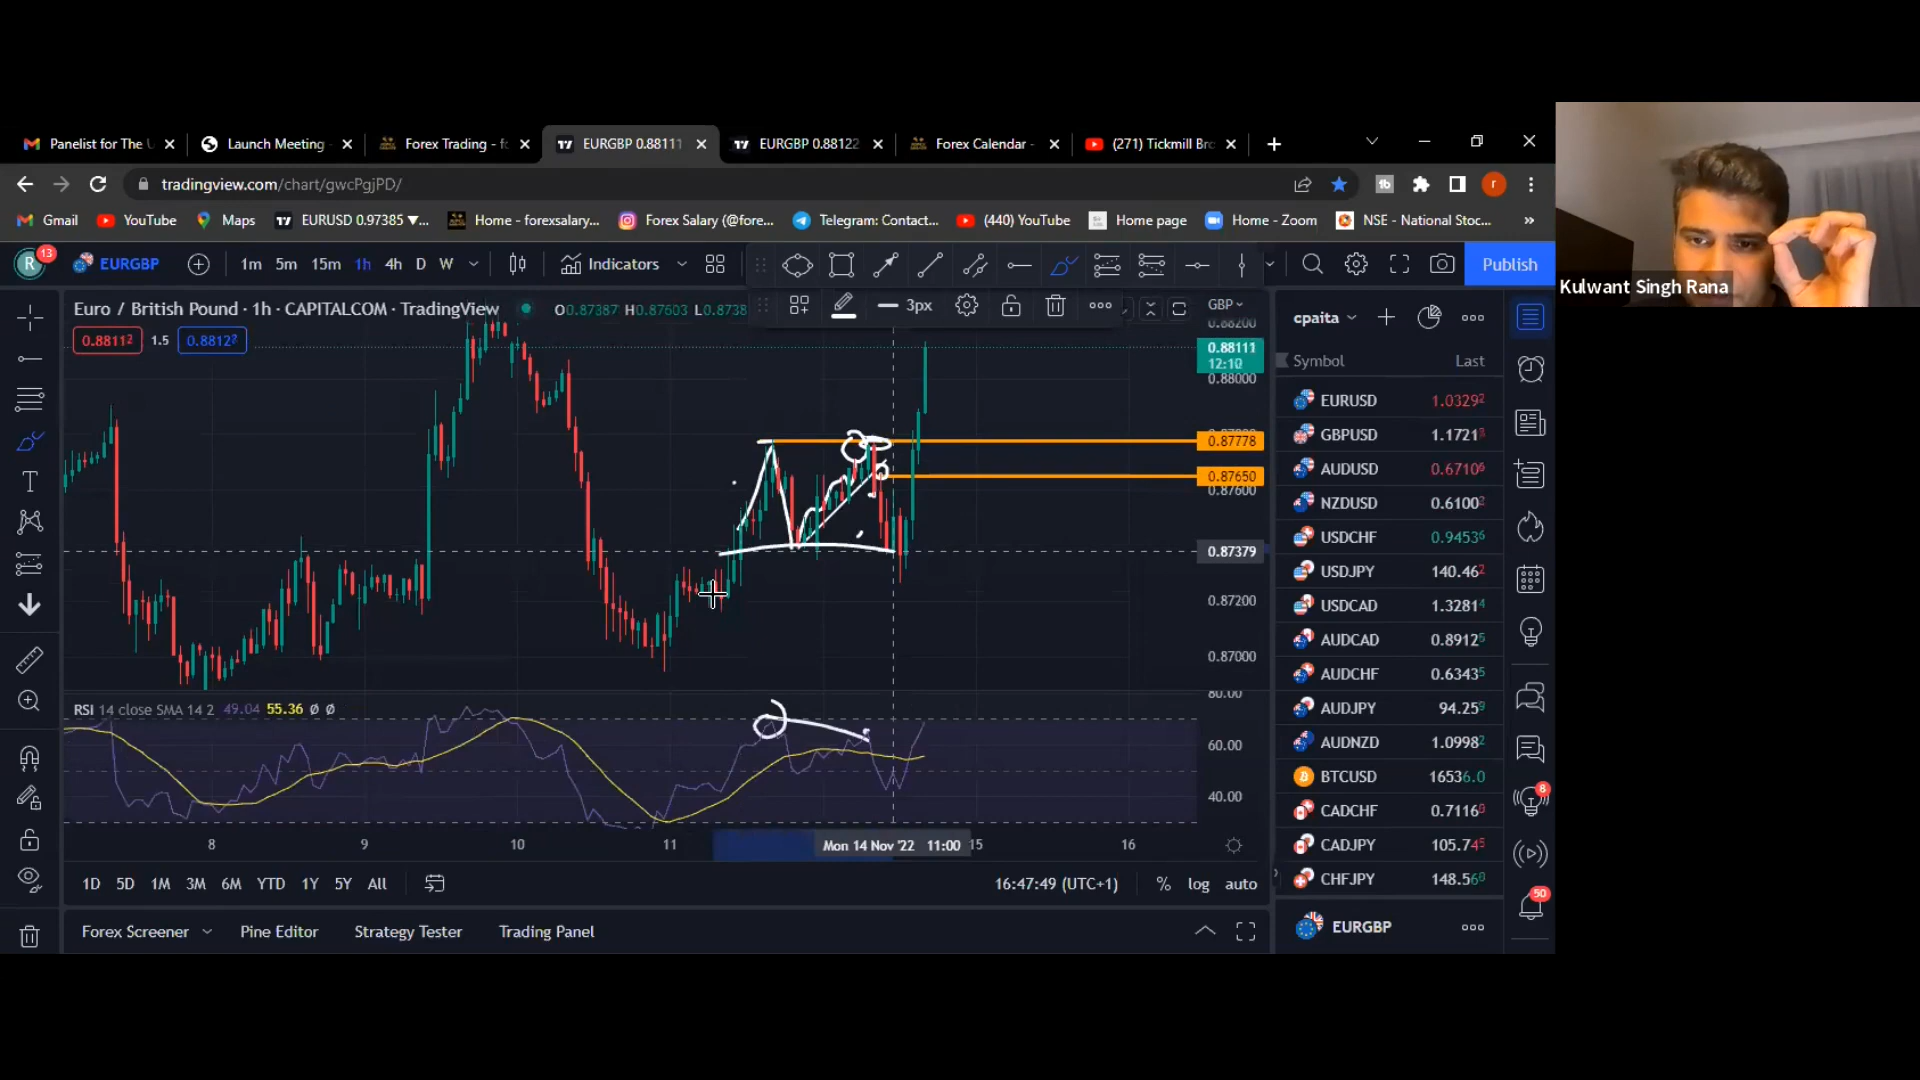 Panelist for The U
Launch Meeting -
Forex Trading - fo
EURGBP 0.88111
EURGBP 0.88122
Forex Calendar -
(271) Tickmill Bro
tradingview.com/chart/gwcPgjPD/
Gmail
YouTube
Maps
EURUSD 0.97385 ▼...
Home - forexsalary...
Forex Salary (@fore...
Telegram: Contact...
(440) YouTube
Home page
Home - Zoom
NSE - National Stoc...
Kulwant Singh Rana
R 13
EURGBP
1m 5m 15m 1h 4h D W
Indicators
Publish
Euro / British Pound · 1h · CAPITALCOM · TradingView
O0.87387 H0.87603 L0.8738
3px
GBP
cpaita
0.88112 1.5 0.88127
0.88200
0.88111
12:10
0.88000
0.87778
0.87650
0.87600
0.87379
0.87200
0.87000
Symbol Last
EURUSD 1.03292
GBPUSD 1.17213
AUDUSD 0.67106
NZDUSD 0.61002
USDCHF 0.94536
USDJPY 140.462
USDCAD 1.32814
AUDCAD 0.89125
AUDCHF 0.63435
AUDJPY 94.259
AUDNZD 1.09982
BTCUSD 16536.0
CADCHF 0.71166
CADJPY 105.745
CHFJPY 148.560
RSI 14 close SMA 14 2 49.04 55.36 ø ø
80.00
60.00
40.00
8 9 10 11 Mon 14 Nov '22 11:00 15 16
1D 5D 1M 3M 6M YTD 1Y 5Y All
16:47:49 (UTC+1) % log auto
Forex Screener
Pine Editor
Strategy Tester
Trading Panel
EURGBP
8
50